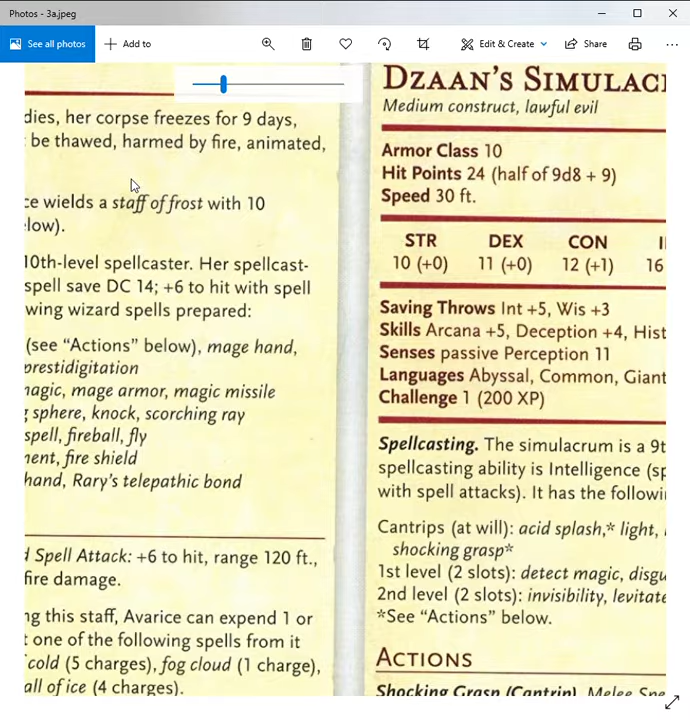 Photos - 3a.jpeg
See all photos
Add to
Edit & Create
Share
dies, her corpse freezes for 9 days,
be thawed, harmed by fire, animated,
ce wields a staff of frost with 10
low).
10th-level spellcaster. Her spellcast-
spell save DC 14; +6 to hit with spell
wing wizard spells prepared:
(see “Actions” below), mage hand,
prestidigitation
magic, mage armor, magic missile
sphere, knock, scorching ray
spell, fireball, fly
ment, fire shield
hand, Rary's telepathic bond
d Spell Attack: +6 to hit, range 120 ft.,
fire damage.
ng this staff, Avarice can expend 1 or
t one of the following spells from it
cold (5 charges), fog cloud (1 charge),
all of ice (4 charges).
DZAAN'S SIMULAC
Medium construct, lawful evil
Armor Class 10
Hit Points 24 (half of 9d8 + 9)
Speed 30 ft.
STR DEX CON I
10 (+0) 11 (+0) 12 (+1) 16
Saving Throws Int +5, Wis +3
Skills Arcana +5, Deception +4, Hist
Senses passive Perception 11
Languages Abyssal, Common, Giant
Challenge 1 (200 XP)
Spellcasting. The simulacrum is a 9t
spellcasting ability is Intelligence (sp
with spell attacks). It has the followi
Cantrips (at will): acid splash,* light,
shocking grasp*
1st level (2 slots): detect magic, disgu
2nd level (2 slots): invisibility, levitate
*See “Actions” below.
ACTIONS
Shocking Grasp (Cantrip). Melee Spe